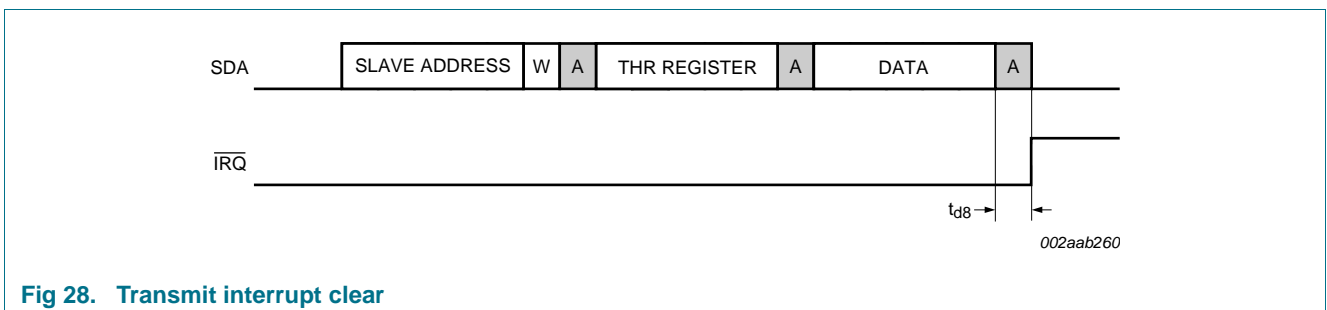 SDA SLAVE ADDRESS W A THR REGISTER A DATA A
IRQ
td8
002aab260
Fig 28. Transmit interrupt clear